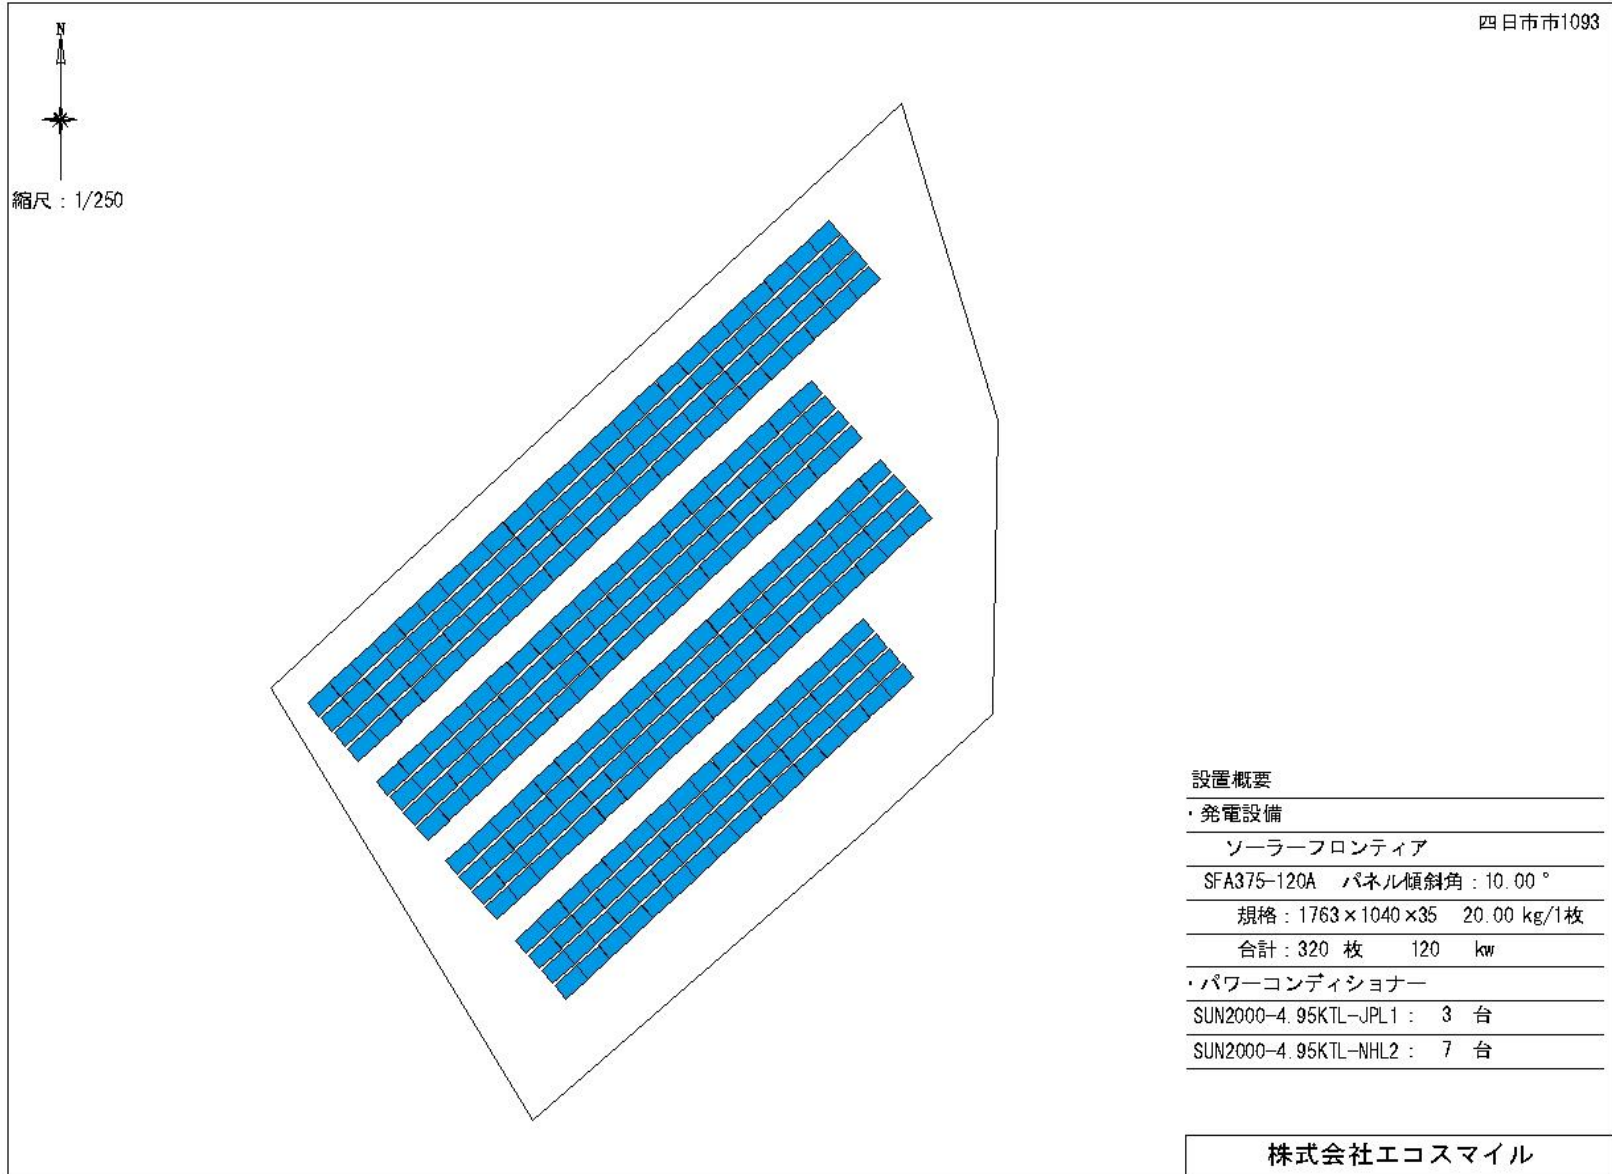 四日市市1093
N
縮尺：1/250
設置概要
・発電設備
ソーラーフロンティア
SFA375-120A パネル傾斜角：10.00°
規格：1763×1040×35 20.00 kg/1枚
合計：320 枚 120 kw
・パワーコンディショナー
SUN2000-4.95KTL-JPL1： 3 台
SUN2000-4.95KTL-NHL2： 7 台
株式会社エコスマイル